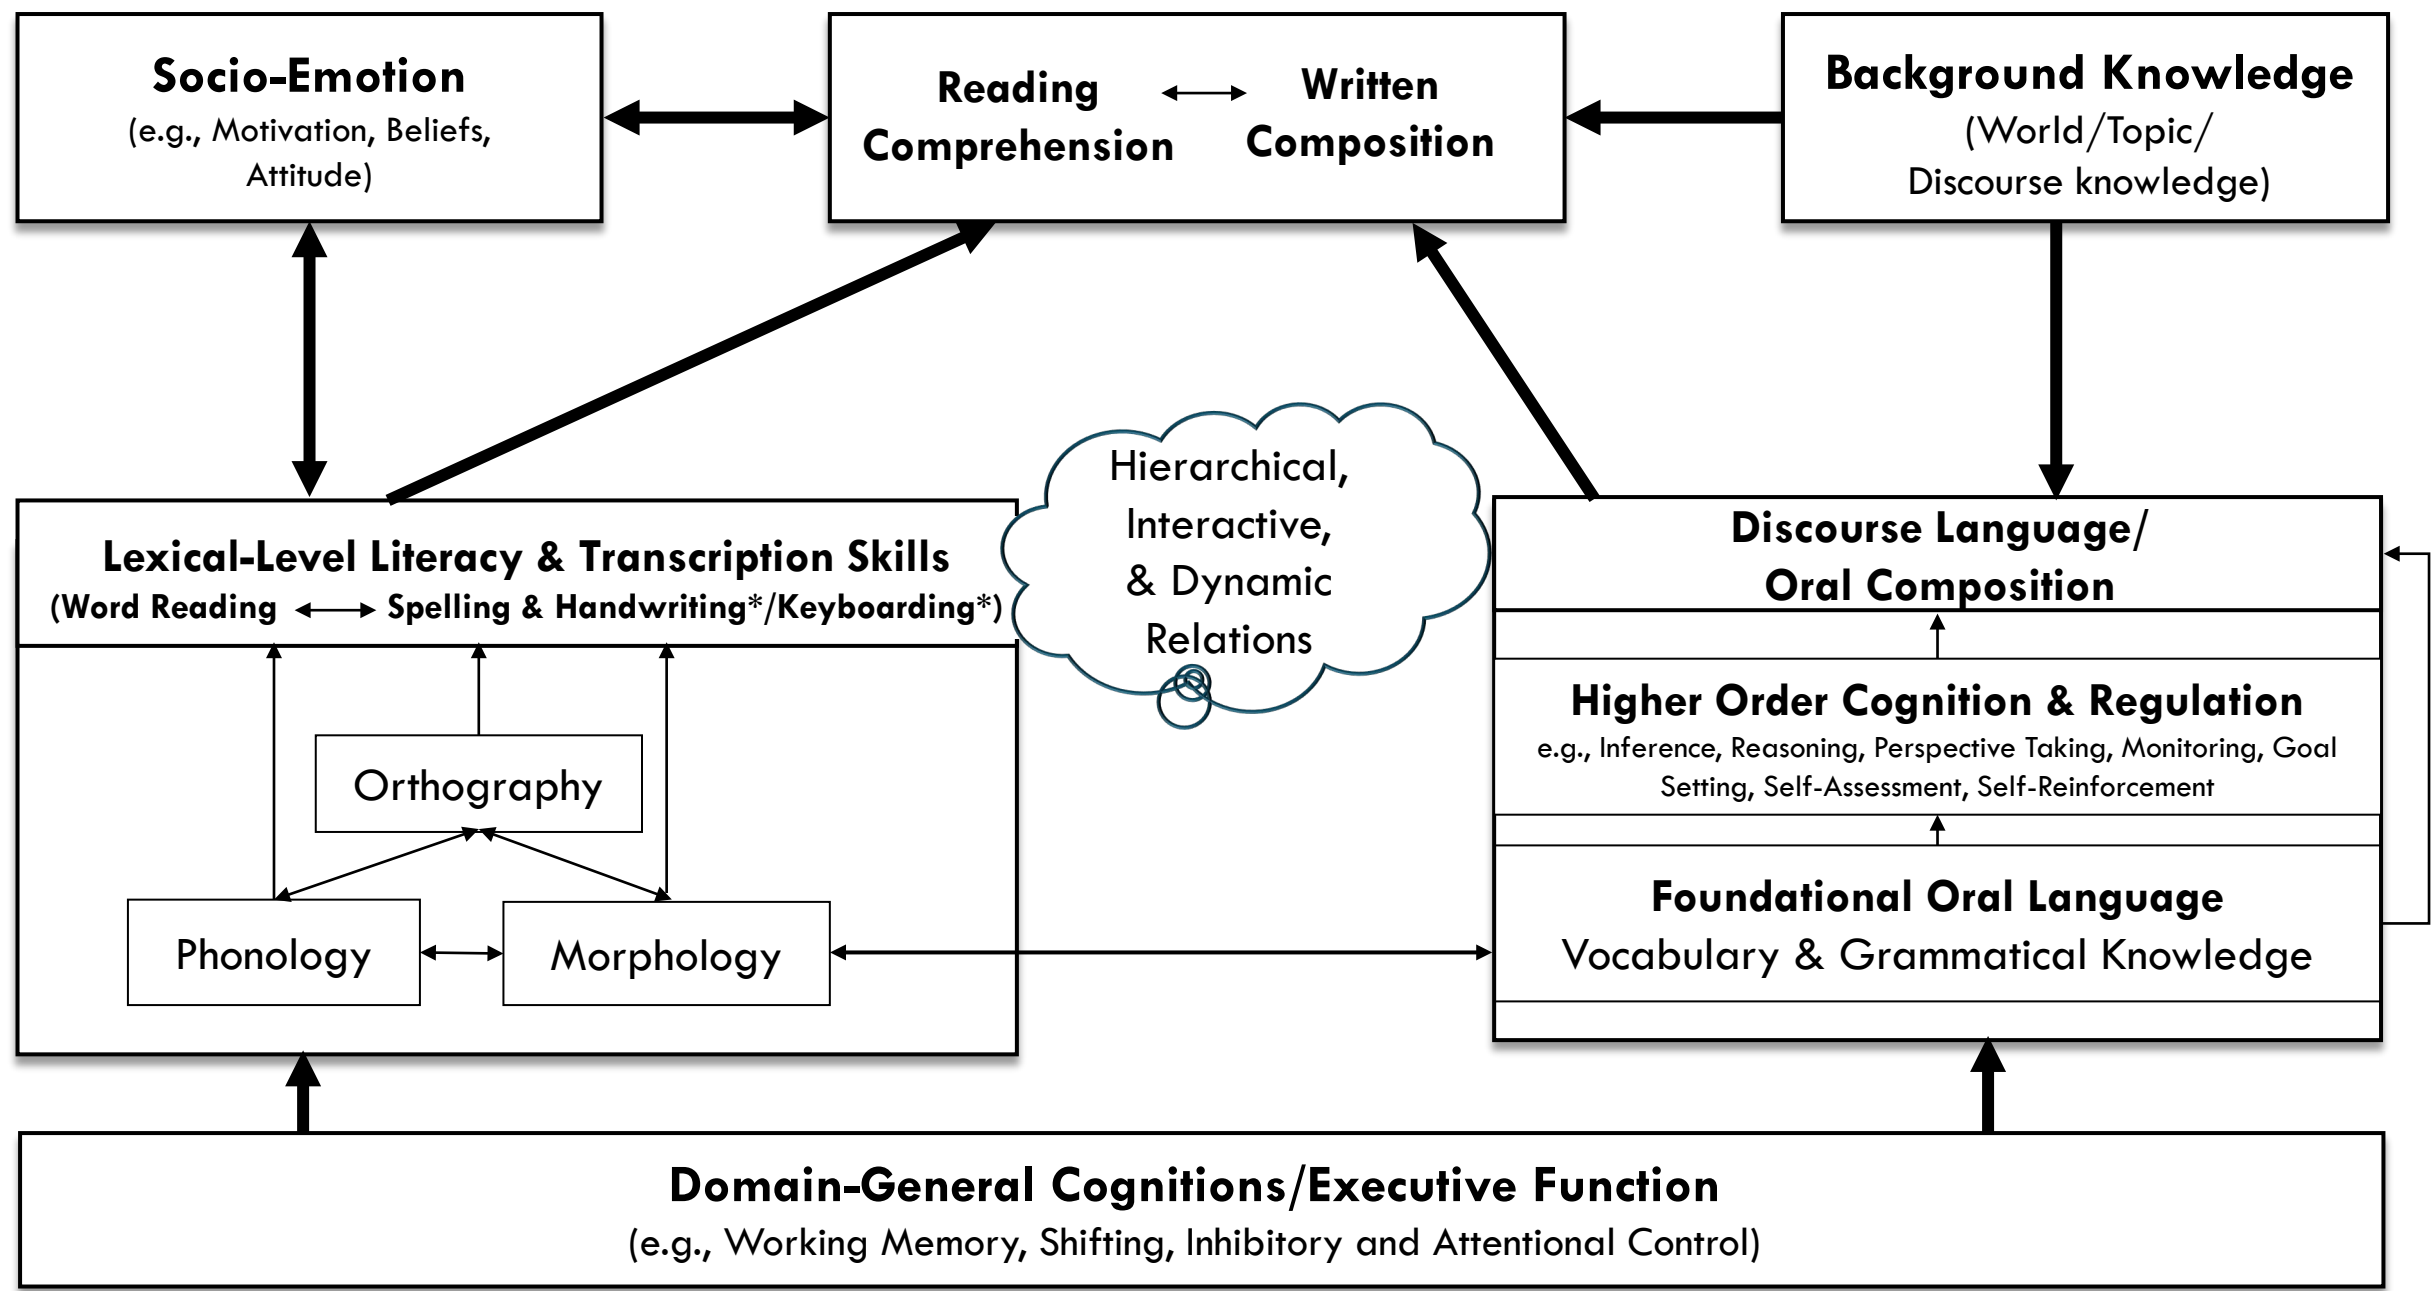 Socio-Emotion
(e.g., Motivation, Beliefs,
Attitude)
Reading
Comprehension
Written
Composition
Background Knowledge
(World/Topic/
Discourse knowledge)
Hierarchical,
Interactive,
& Dynamic
Relations
Lexical-Level Literacy & Transcription Skills
(Word Reading Spelling & Handwriting*/Keyboarding*)
Orthography
Phonology
Morphology
Discourse Language/
Oral Composition
Higher Order Cognition & Regulation
e.g., Inference, Reasoning, Perspective Taking, Monitoring, Goal
Setting, Self-Assessment, Self-Reinforcement
Foundational Oral Language
Vocabulary & Grammatical Knowledge
Domain-General Cognitions/Executive Function
(e.g., Working Memory, Shifting, Inhibitory and Attentional Control)